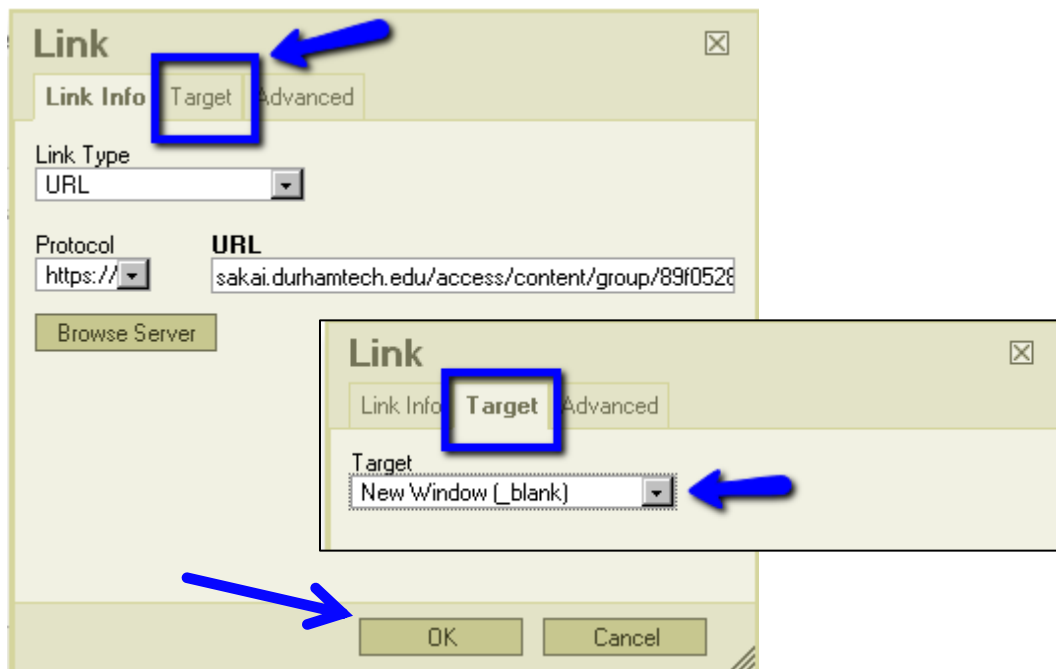 Link
Link Info Target Advanced
Link Type
URL
Protocol URL
https:// sakai.durhamtech.edu/access/content/group/89f0528
Browse Server
Link
Link Info Target Advanced
Target
New Window (_blank)
OK Cancel